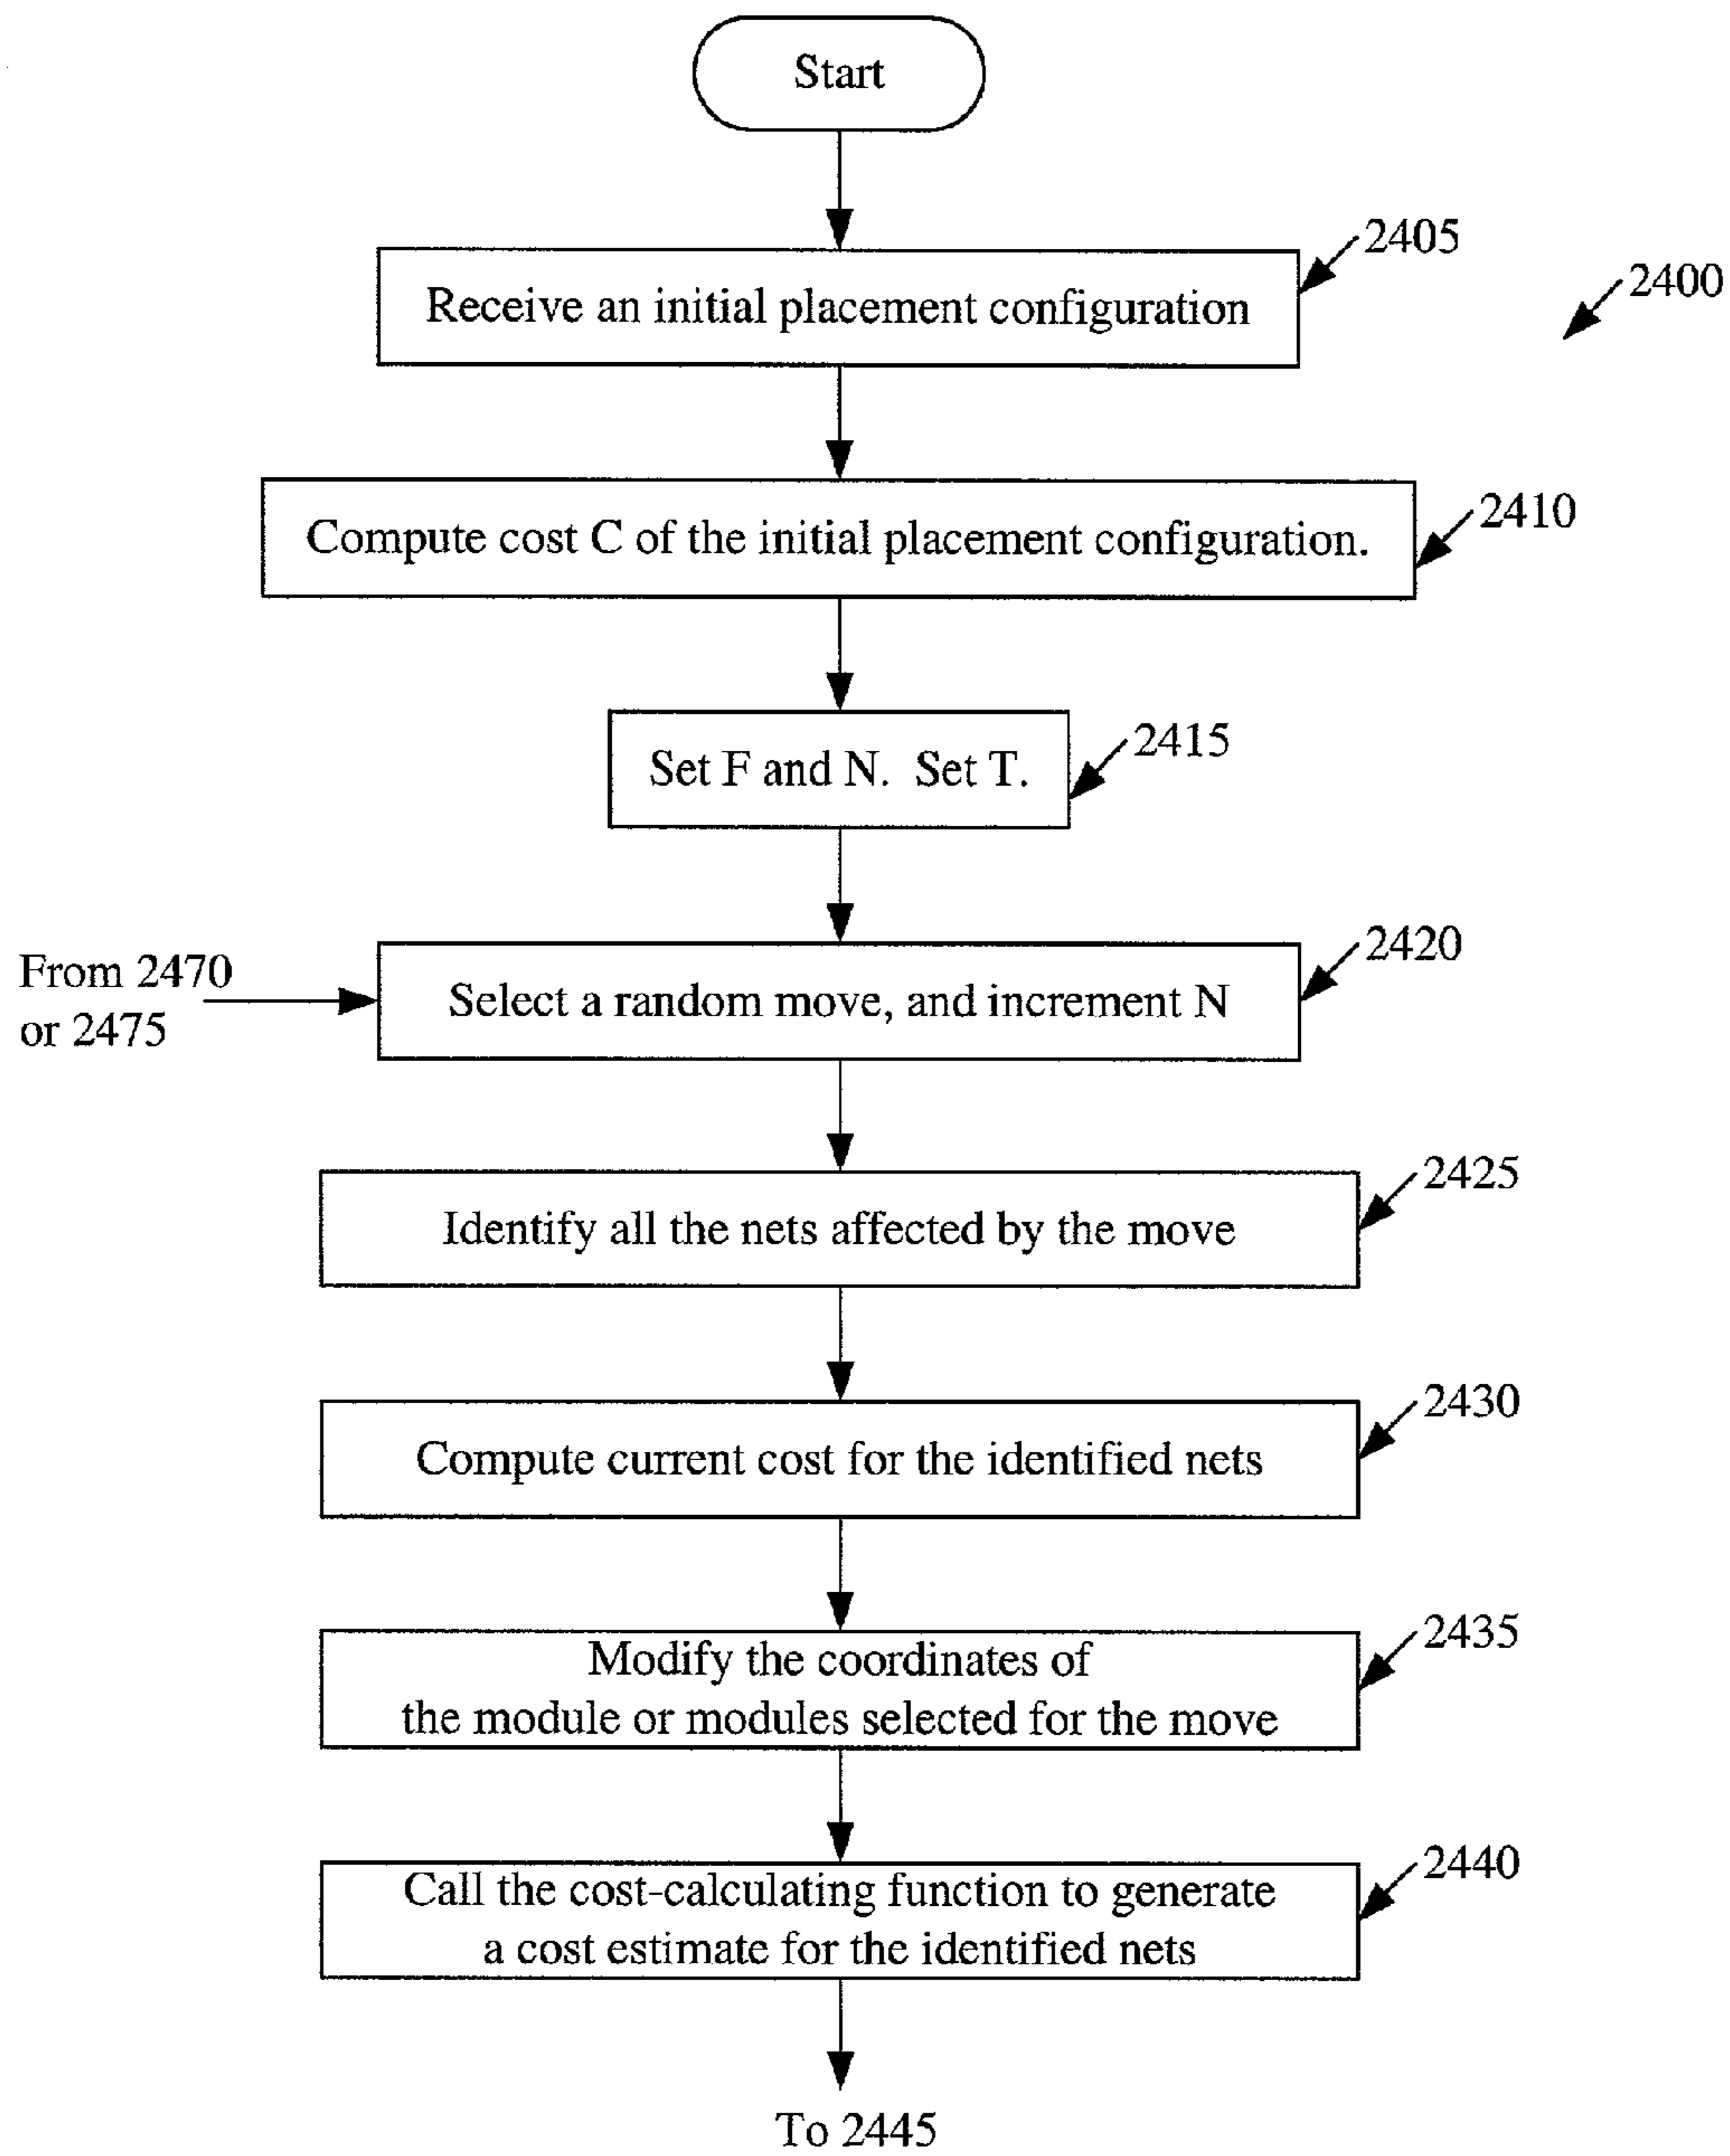 Start
2405
2400
Receive an initial placement configuration
2410
Compute cost C of the initial placement configuration.
2415
Set F and N. Set T.
2420
From 2470
or 2475
Select a random move, and increment N
2425
Identify all the nets affected by the move
2430
Compute current cost for the identified nets
2435
Modify the coordinates of
the module or modules selected for the move
2440
Call the cost-calculating function to generate
a cost estimate for the identified nets
To 2445